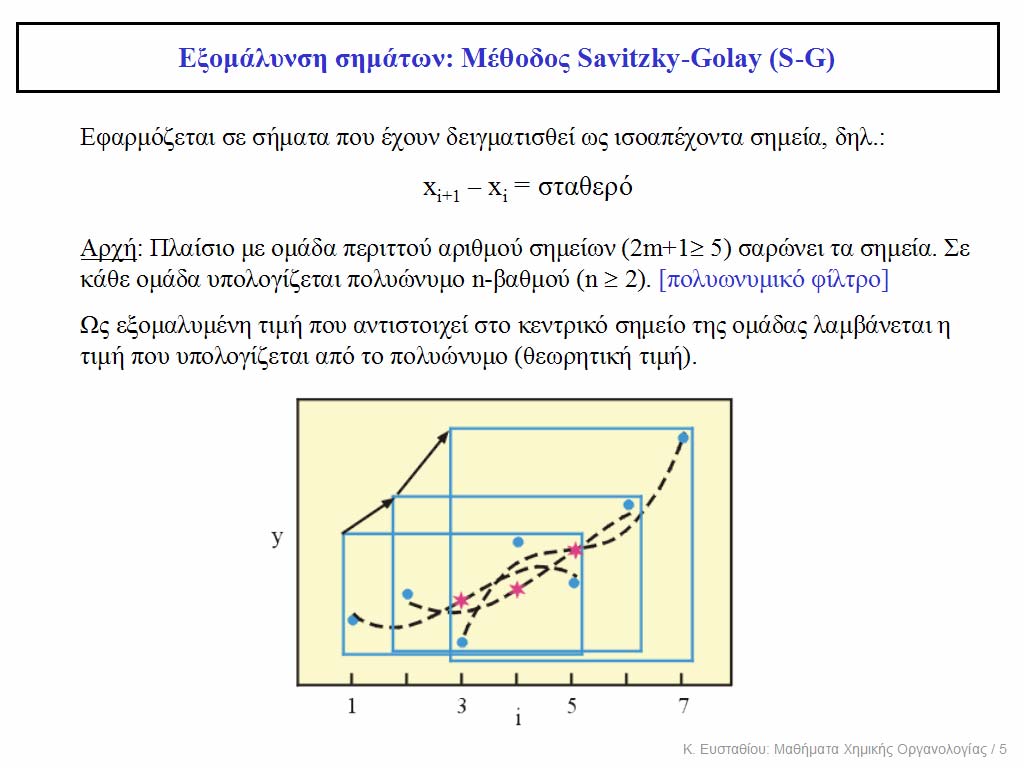 Εξομάλυνση σημάτων: Μέθοδος Savitzky-Golay (S-G)
Εφαρμόζεται σε σήματα που έχουν δειγματισθεί ως ισοαπέχοντα σημεία, δηλ.:
xi+1 – xi = σταθερό
Αρχή: Πλαίσιο με ομάδα περιττού αριθμού σημείων (2m+1≥ 5) σαρώνει τα σημεία. Σε
κάθε ομάδα υπολογίζεται πολυώνυμο n-βαθμού (n ≥ 2). [πολυωνυμικό φίλτρο]
Ως εξομαλυμένη τιμή που αντιστοιχεί στο κεντρικό σημείο της ομάδας λαμβάνεται η
τιμή που υπολογίζεται από το πολυώνυμο (θεωρητική τιμή).
y
1 3 5 7
i
Κ. Ευσταθίου: Μαθήματα Χημικής Οργανολογίας / 5